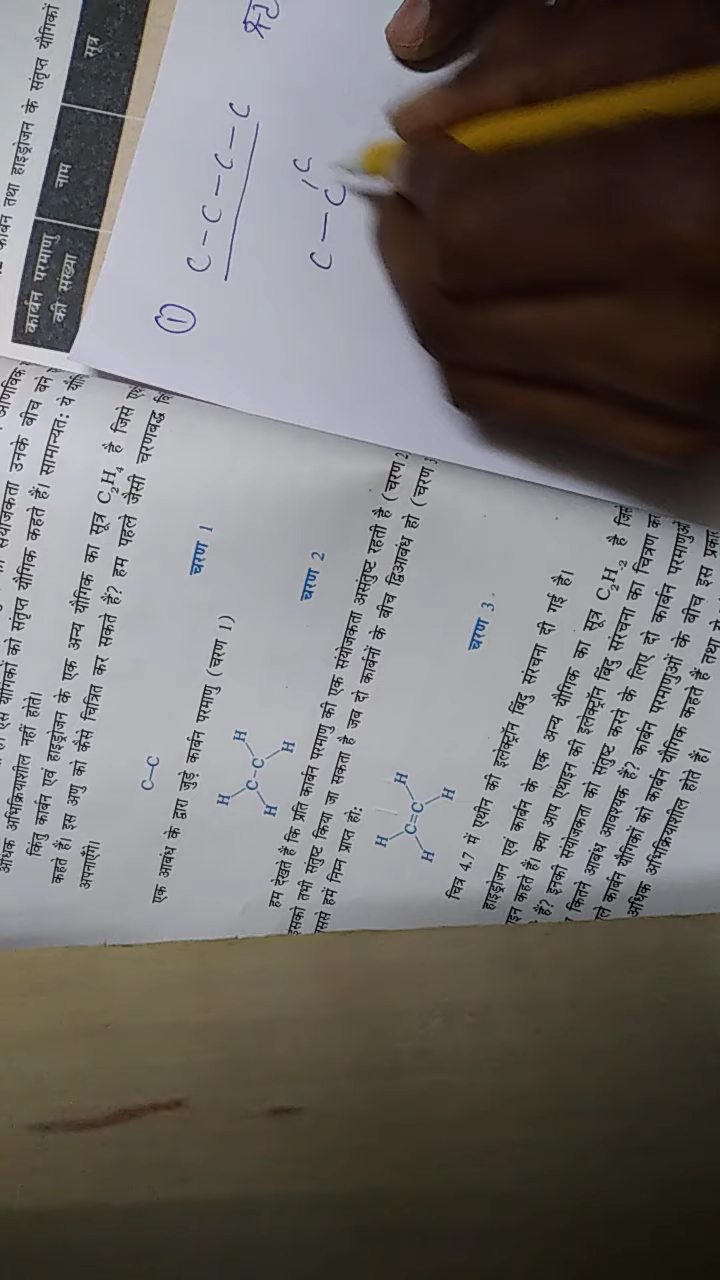 कार्बन तथा हाइड्रोजन के संतृप्त यौगिकों
कार्बन परमाणु की संख्या
नाम
सूत्र
① C-C-C-C
C-C
C
संयोजकता उनके बीच बने
यौगिकों को संतृप्त यौगिक कहते हैं। सामान्यत: ये
अधिक अभिक्रियाशील नहीं होते।
किंतु कार्बन एवं हाइड्रोजन के एक अन्य यौगिक का सूत्र C₂H₄ है जिसे
कहते हैं। इस अणु को कैसे चित्रित कर सकते हैं? हम पहले जैसी चरणबद्ध
अपनाएँगे।
C–C चरण 1
एक आबंध के द्वारा जुड़े कार्बन परमाणु (चरण 1)
H H
C–C
H H
चरण 2
हम देखते हैं कि प्रति कार्बन परमाणु की एक संयोजकता असंतुष्ट रहती है (चरण 2
इसको तभी संतुष्ट किया जा सकता है जब दो कार्बनों के बीच द्विआबंध हो (चरण 3
हमें निम्न प्राप्त हो:
H H
C=C
H H
चरण 3
चित्र 4.7 में एथीन की इलेक्ट्रॉन बिंदु संरचना दी गई है।
हाइड्रोजन एवं कार्बन के एक अन्य यौगिक का सूत्र C₂H₂ है
कहते हैं। क्या आप एथाइन की इलेक्ट्रॉन बिंदु संरचना का चित्रण
हैं? इनकी संयोजकता को संतुष्ट करने के लिए दो कार्बन परमाणुओं
कितने आबंध आवश्यक हैं? कार्बन परमाणुओं के बीच इस
कार्बन यौगिकों को कार्बन यौगिक कहते हैं तथा
अधिक अभिक्रियाशील होते हैं।